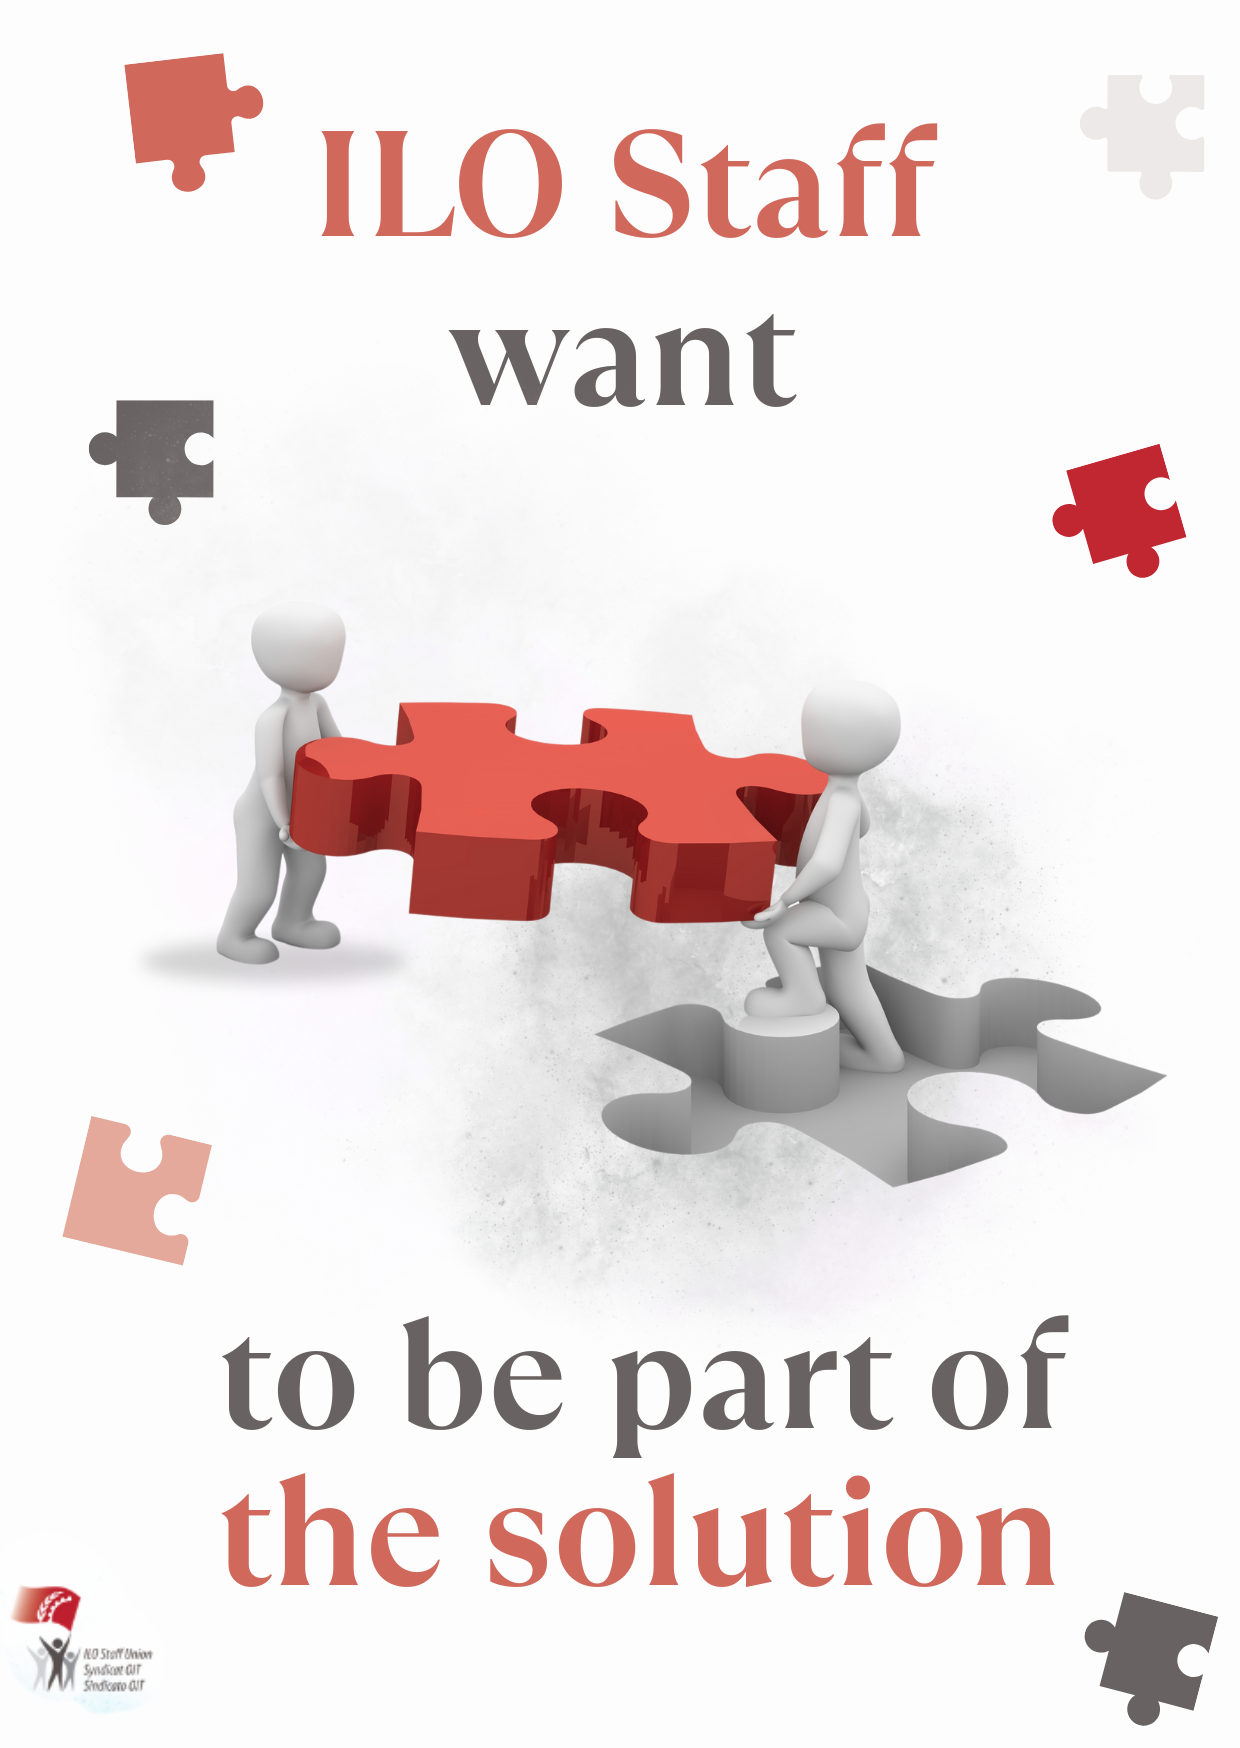 ILO Staff
want
to be part of
the solution
ILO Staff Union
Syndicat OIT
Sindicato OIT